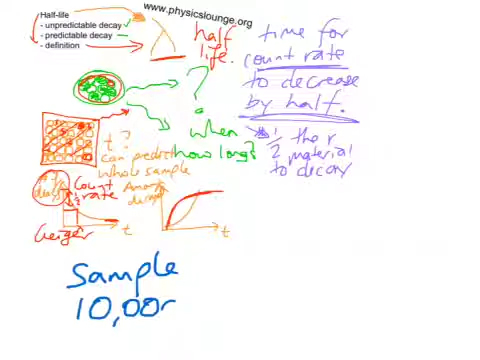 Half-life
- unpredictable decay
- predictable decay
- definition
www.physicslounge.org
half
life.
time for
count rate
to decrease
by half.
1/2 the r
material
to decay
?
when
how long?
t?
can predict
whole sample
Count
rate
Amount
Geiger
t
t
Sample
10,00